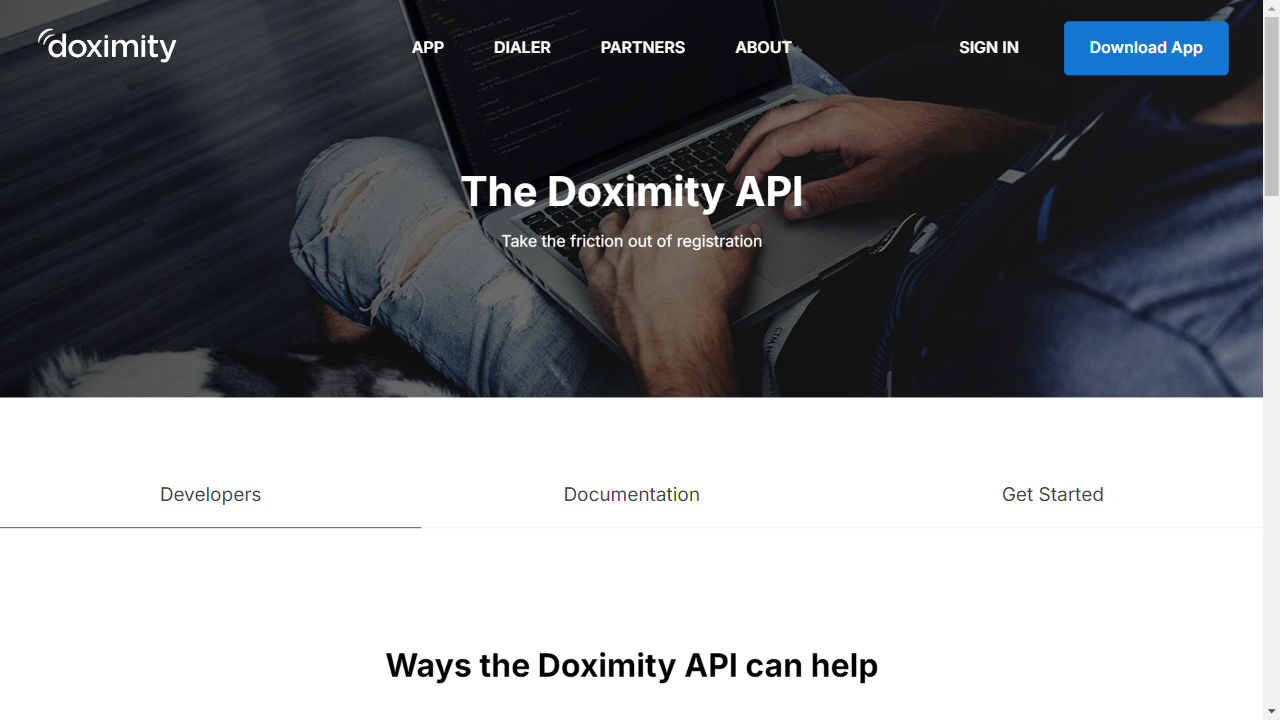 doximity
APP DIALER PARTNERS ABOUT SIGN IN Download App
The Doximity API
Take the friction out of registration
Developers Documentation Get Started
Ways the Doximity API can help